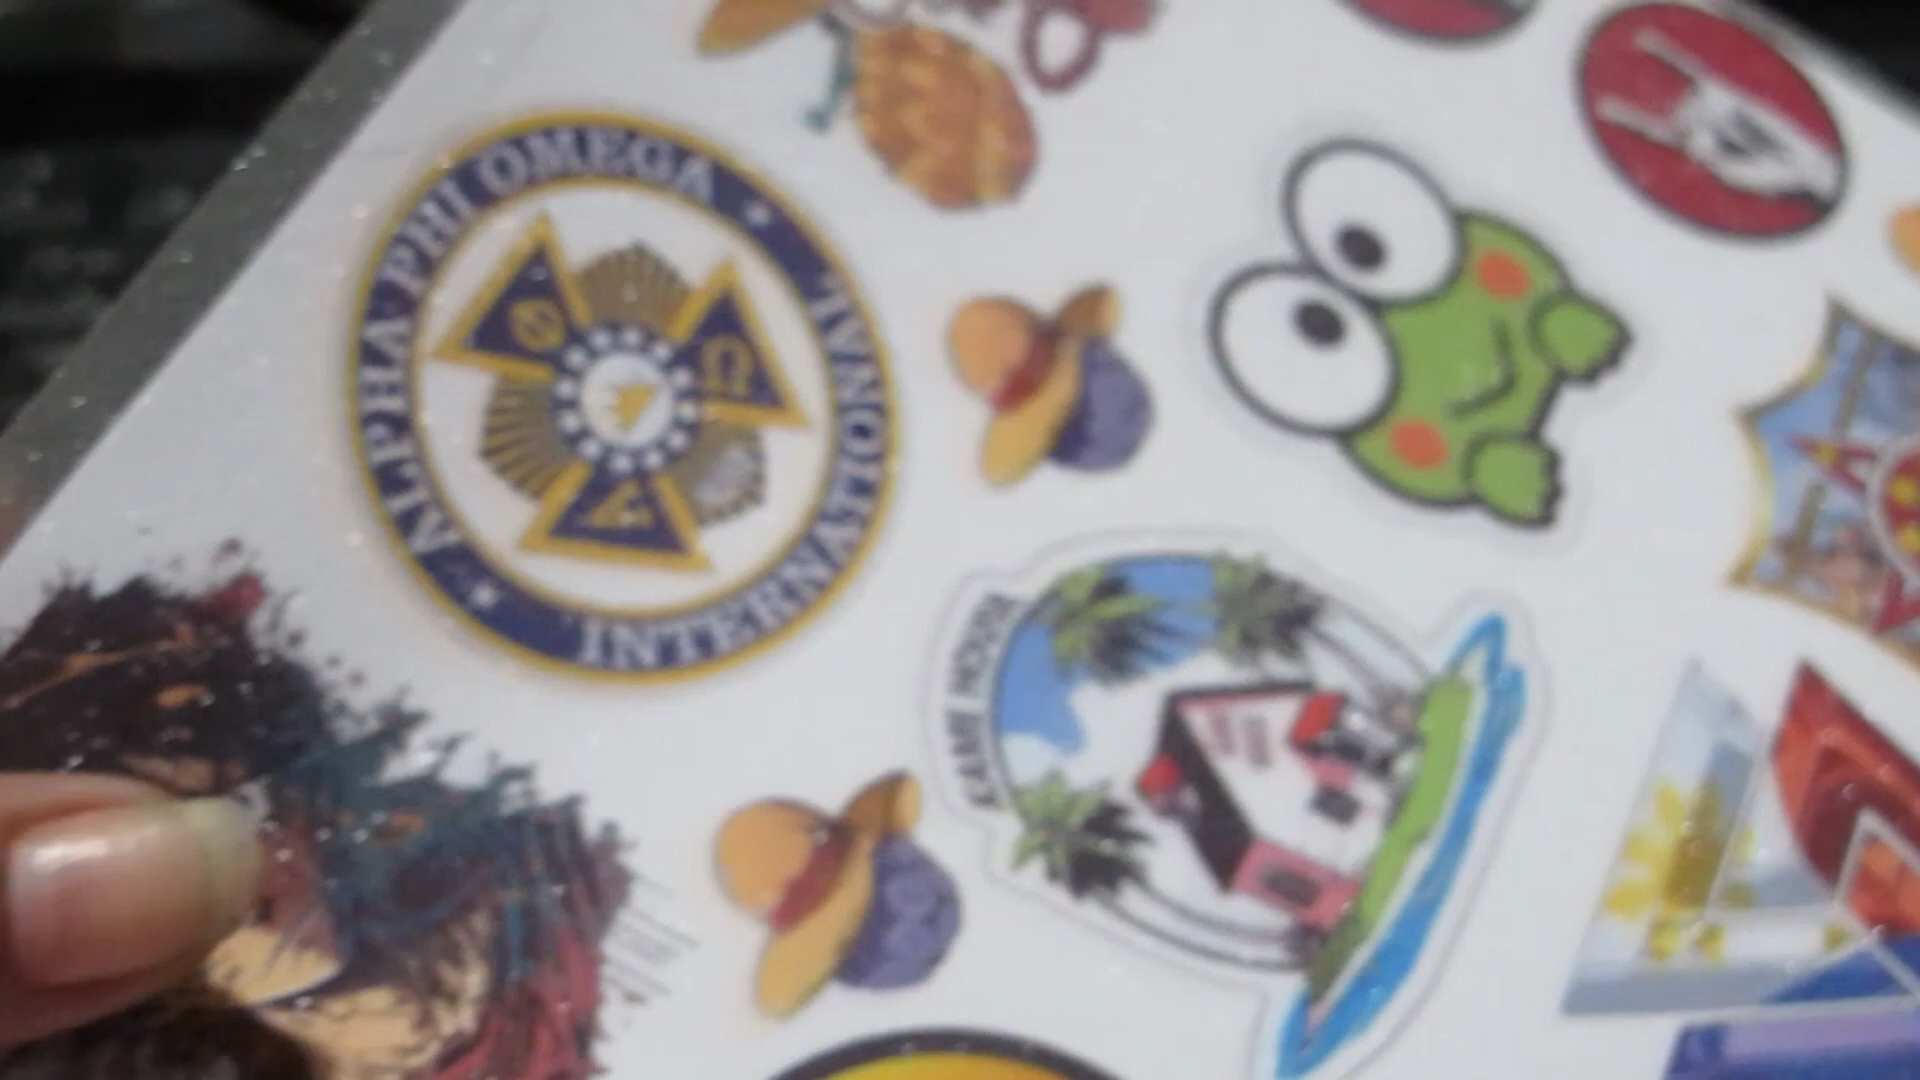 ALPHA PHI OMEGA
INTERNATIONAL
Φ
Ω
A
KAME HOUSE